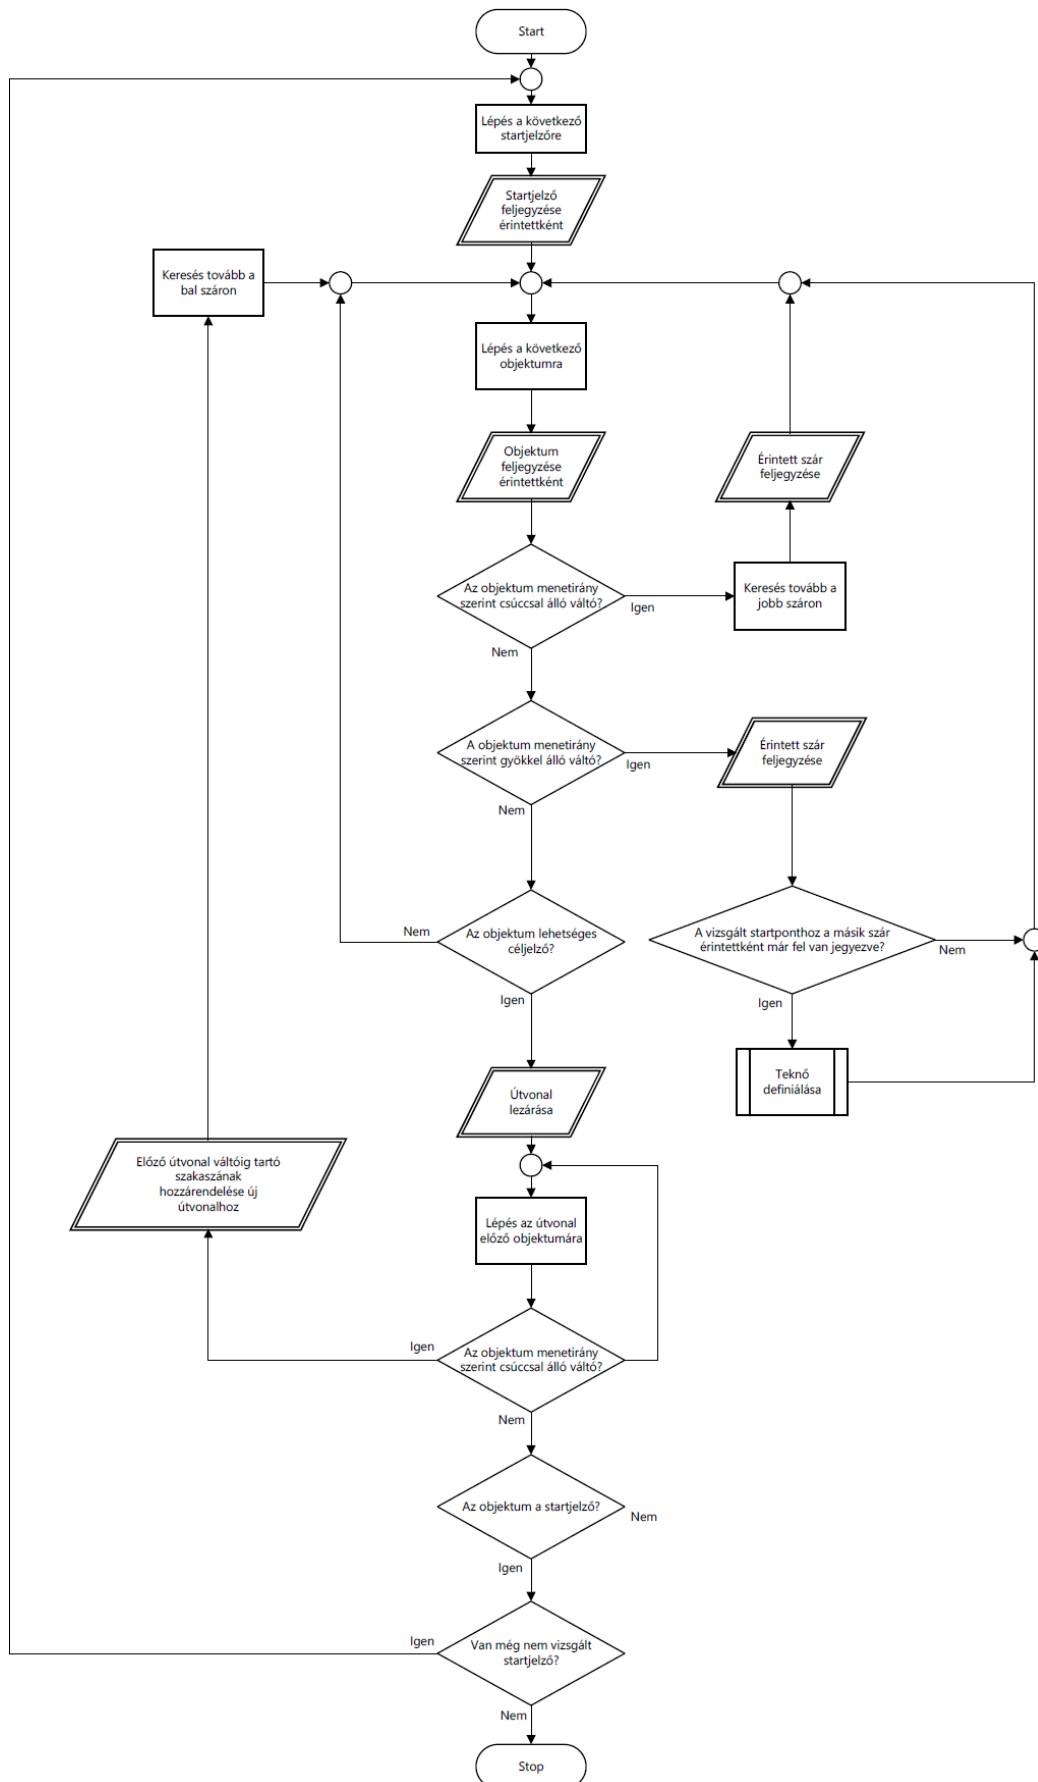 Start
Lépés a következő
startjelzőre
Startjelző
feljegyzése
érintettként
Keresés tovább a
bal száron
Lépés a következő
objektumra
Objektum
feljegyzése
érintettként
Érintett szár
feljegyzése
Az objektum menetirány
szerint csúccsal álló váltó?
Igen
Keresés tovább a
jobb száron
Nem
A objektum menetirány
szerint gyökkel álló váltó?
Igen
Érintett szár
feljegyzése
Nem
Nem
Az objektum lehetséges
céljelző?
A vizsgált startponthoz a másik szár
érintettként már fel van jegyezve?
Nem
Igen
Igen
Teknő
definiálása
Útvonal
lezárása
Előző útvonal váltóig tartó
szakaszának
hozzárendelése új
útvonalhoz
Lépés az útvonal
előző objektumára
Igen
Az objektum menetirány
szerint csúccsal álló váltó?
Nem
Az objektum a startjelző?
Nem
Igen
Igen
Van még nem vizsgált
startjelző?
Nem
Stop